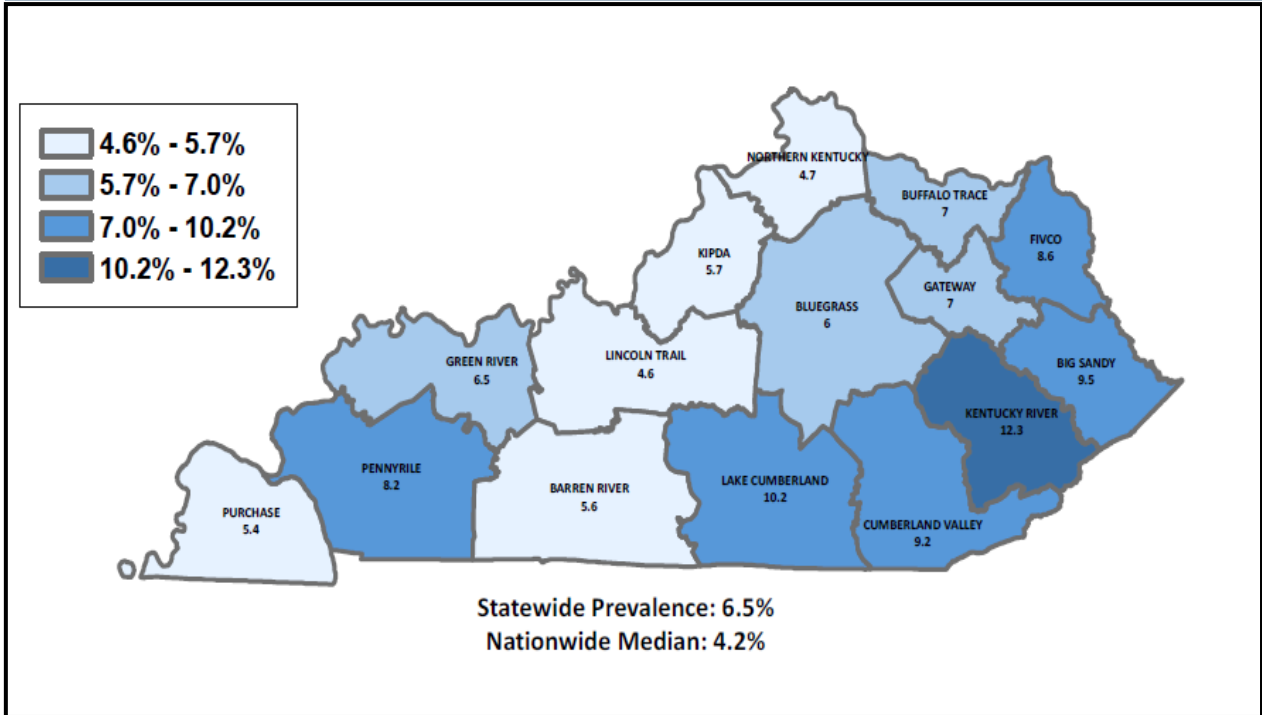 4.6% - 5.7%
5.7% - 7.0%
7.0% - 10.2%
10.2% - 12.3%
NORTHERN KENTUCKY
4.7
BUFFALO TRACE
7
FIVCO
8.6
KIPDA
5.7
GATEWAY
7
BLUEGRASS
6
GREEN RIVER
6.5
LINCOLN TRAIL
4.6
BIG SANDY
9.5
KENTUCKY RIVER
12.3
PENNYRILE
8.2
BARREN RIVER
5.6
LAKE CUMBERLAND
10.2
PURCHASE
5.4
CUMBERLAND VALLEY
9.2
Statewide Prevalence: 6.5%
Nationwide Median: 4.2%